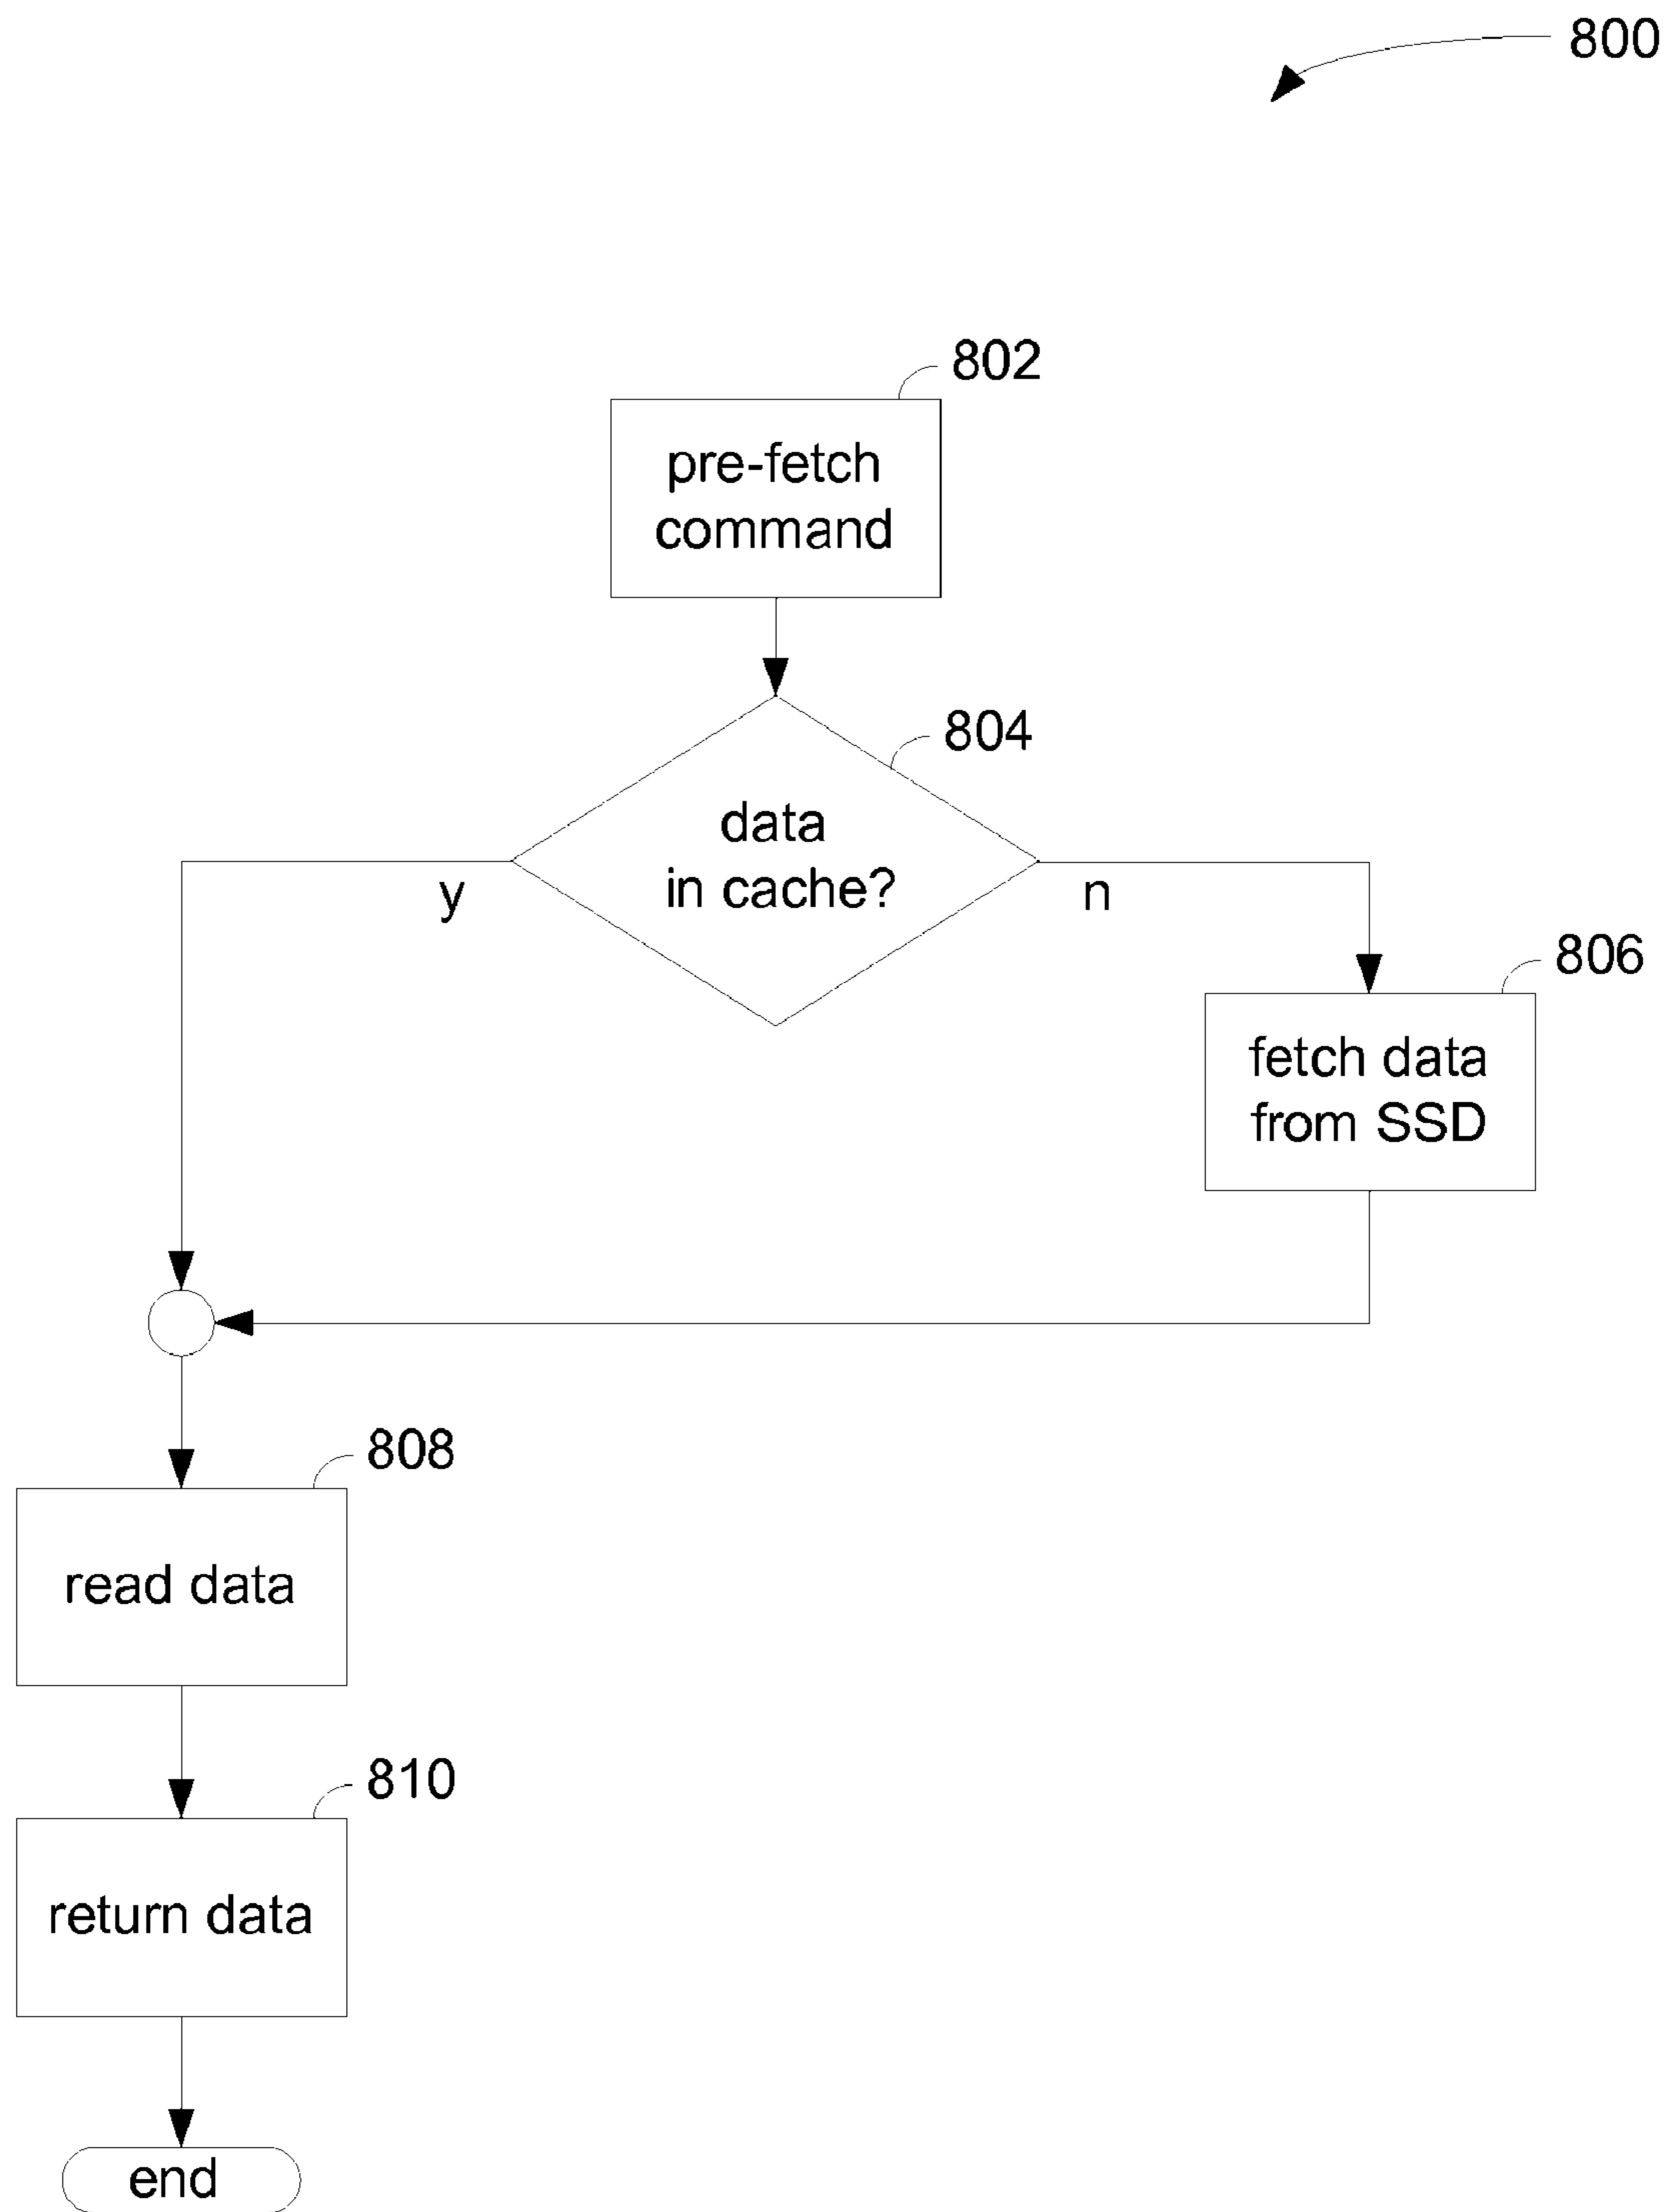 800
802
pre-fetch
command
804
data
in cache?
y
n
806
fetch data
from SSD
808
read data
810
return data
end